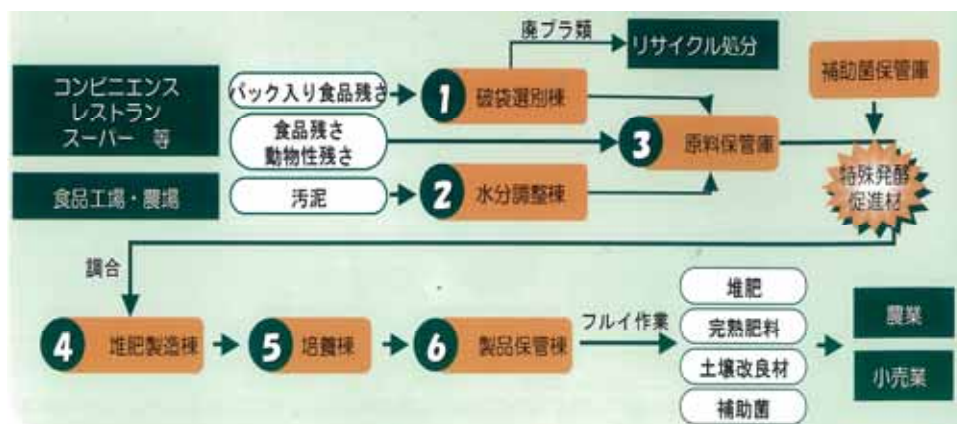 廃プラ類
リサイクル処分
コンビニエンス
レストラン
スーパー 等
パック入り食品残さ
1 破袋選別棟
補助菌保管庫
食品残さ
動物性残さ
3 原料保管庫
食品工場・農場
汚泥
2 水分調整棟
特殊発酵
促進材
調合
4 堆肥製造棟
5 培養棟
6 製品保管棟
フルイ作業
堆肥
完熟肥料
土壌改良材
補助菌
農業
小売業